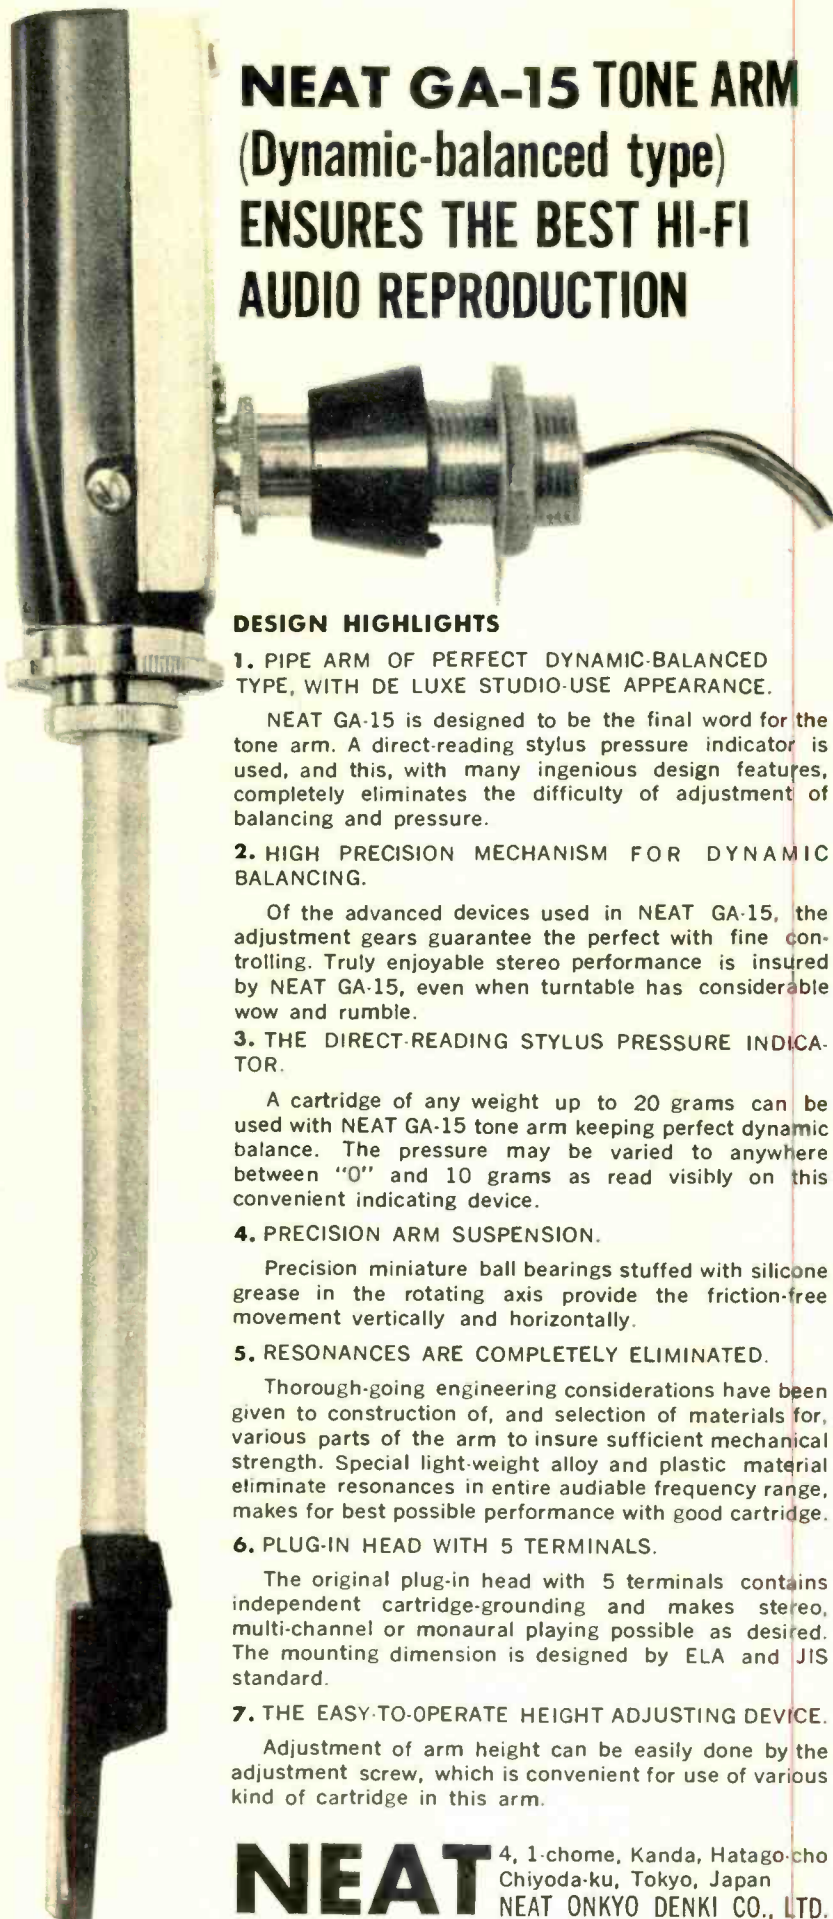 NEAT GA-15 TONE ARM
(Dynamic-balanced type)
ENSURES THE BEST HI-FI
AUDIO REPRODUCTION
DESIGN HIGHLIGHTS
1. PIPE ARM OF PERFECT DYNAMIC-BALANCED
TYPE, WITH DE LUXE STUDIO-USE APPEARANCE.
NEAT GA-15 is designed to be the final word for the
tone arm. A direct-reading stylus pressure indicator is
used, and this, with many ingenious design features,
completely eliminates the difficulty of adjustment of
balancing and pressure.
2. HIGH PRECISION MECHANISM FOR DYNAMIC
BALANCING.
Of the advanced devices used in NEAT GA-15, the
adjustment gears guarantee the perfect with fine con-
trolling. Truly enjoyable stereo performance is insured
by NEAT GA-15, even when turntable has considerable
wow and rumble.
3. THE DIRECT-READING STYLUS PRESSURE INDICA-
TOR.
A cartridge of any weight up to 20 grams can be
used with NEAT GA-15 tone arm keeping perfect dynamic
balance. The pressure may be varied to anywhere
between "0" and 10 grams as read visibly on this
convenient indicating device.
4. PRECISION ARM SUSPENSION.
Precision miniature ball bearings stuffed with silicone
grease in the rotating axis provide the friction-free
movement vertically and horizontally.
5. RESONANCES ARE COMPLETELY ELIMINATED.
Thorough-going engineering considerations have been
given to construction of, and selection of materials for,
various parts of the arm to insure sufficient mechanical
strength. Special light-weight alloy and plastic material
eliminate resonances in entire audiable frequency range,
makes for best possible performance with good cartridge.
6. PLUG-IN HEAD WITH 5 TERMINALS.
The original plug-in head with 5 terminals contains
independent cartridge-grounding and makes stereo,
multi-channel or monaural playing possible as desired.
The mounting dimension is designed by ELA and JIS
standard.
7. THE EASY-TO-OPERATE HEIGHT ADJUSTING DEVICE.
Adjustment of arm height can be easily done by the
adjustment screw, which is convenient for use of various
kind of cartridge in this arm.
NEAT
4, 1-chome, Kanda, Hatago-cho
Chiyoda-ku, Tokyo, Japan
NEAT ONKYO DENKI CO., LTD.